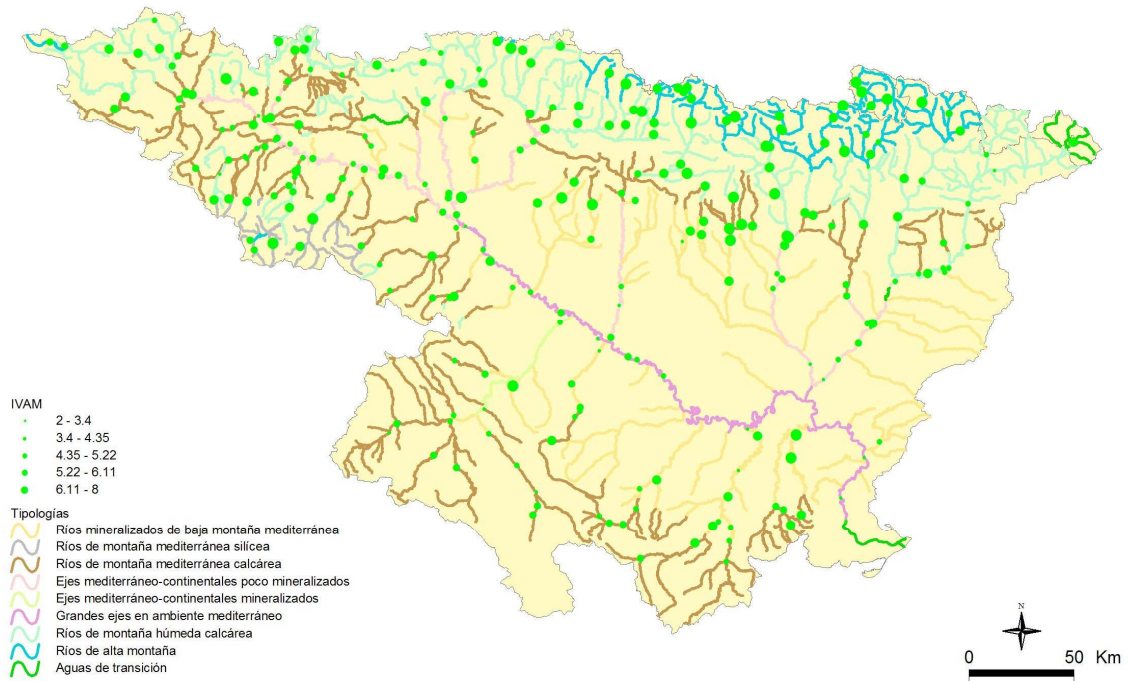 IVAM
2 - 3.4
3.4 - 4.35
4.35 - 5.22
5.22 - 6.11
6.11 - 8
Tipologías
Ríos mineralizados de baja montaña mediterránea
Ríos de montaña mediterránea silícea
Ríos de montaña mediterránea calcárea
Ejes mediterráneo-continentales poco mineralizados
Ejes mediterráneo-continentales mineralizados
Grandes ejes en ambiente mediterráneo
Ríos de montaña húmeda calcárea
Ríos de alta montaña
Aguas de transición
N
0 50 Km